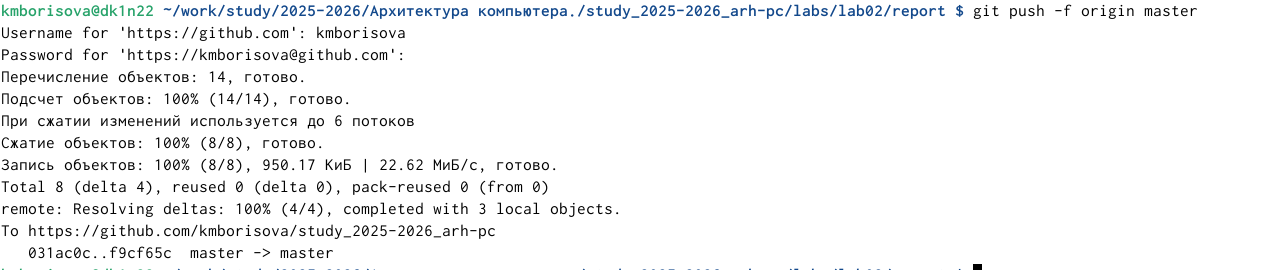 kmborisova@dk1n22 ~/work/study/2025-2026/Архитектура компьютера./study_2025-2026_arh-pc/labs/lab02/report $ git push -f origin master
Username for 'https://github.com': kmborisova
Password for 'https://kmborisova@github.com':
Перечисление объектов: 14, готово.
Подсчет объектов: 100% (14/14), готово.
При сжатии изменений используется до 6 потоков
Сжатие объектов: 100% (8/8), готово.
Запись объектов: 100% (8/8), 950.17 КиБ | 22.62 МиБ/с, готово.
Total 8 (delta 4), reused 0 (delta 0), pack-reused 0 (from 0)
remote: Resolving deltas: 100% (4/4), completed with 3 local objects.
To https://github.com/kmborisova/study_2025-2026_arh-pc
   031ac0c..f9cf65c  master -> master